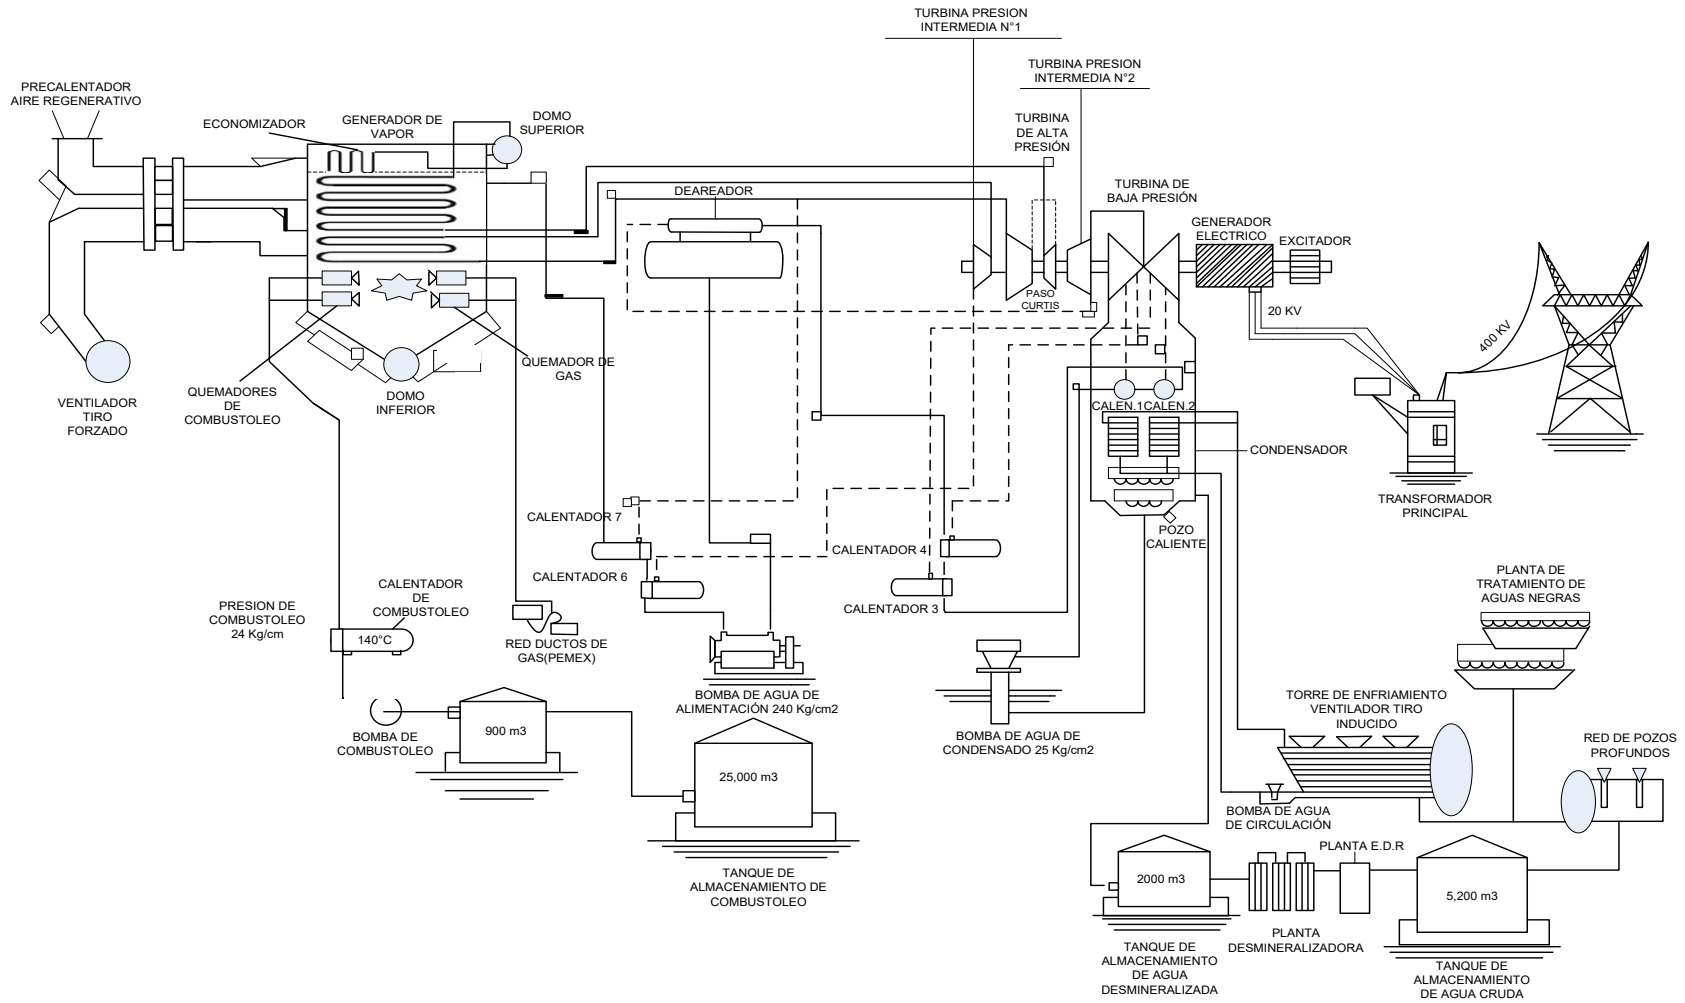 TURBINA PRESION
INTERMEDIA N°1
TURBINA PRESION
INTERMEDIA N°2
PRECALENTADOR
AIRE REGENERATIVO
ECONOMIZADOR
GENERADOR DE
VAPOR
DOMO
SUPERIOR
TURBINA
DE ALTA
PRESIÓN
DEAREADOR
TURBINA DE
BAJA PRESIÓN
GENERADOR
ELECTRICO
EXCITADOR
PASO
CURTIS
20 KV
400 KV
VENTILADOR
TIRO
FORZADO
QUEMADORES
DE
COMBUSTOLEO
DOMO
INFERIOR
QUEMADOR DE
GAS
CALEN.1
CALEN.2
CONDENSADOR
TRANSFORMADOR
PRINCIPAL
POZO
CALIENTE
CALENTADOR 7
CALENTADOR 6
CALENTADOR 4
CALENTADOR 3
PLANTA DE
TRATAMIENTO DE
AGUAS NEGRAS
PRESION DE
COMBUSTOLEO
24 Kg/cm
CALENTADOR
DE
COMBUSTOLEO
140°C
RED DUCTOS DE
GAS(PEMEX)
BOMBA DE AGUA DE
ALIMENTACIÓN 240 Kg/cm2
BOMBA DE AGUA DE
CONDENSADO 25 Kg/cm2
TORRE DE ENFRIAMIENTO
VENTILADOR TIRO
INDUCIDO
RED DE POZOS
PROFUNDOS
BOMBA DE
COMBUSTOLEO
900 m3
25,000 m3
TANQUE DE
ALMACENAMIENTO DE
COMBUSTOLEO
BOMBA DE AGUA
DE CIRCULACIÓN
PLANTA E.D.R
2000 m3
5,200 m3
PLANTA
DESMINERALIZADORA
TANQUE DE
ALMACENAMIENTO
DE AGUA
DESMINERALIZADA
TANQUE DE
ALMACENAMIENTO
DE AGUA CRUDA